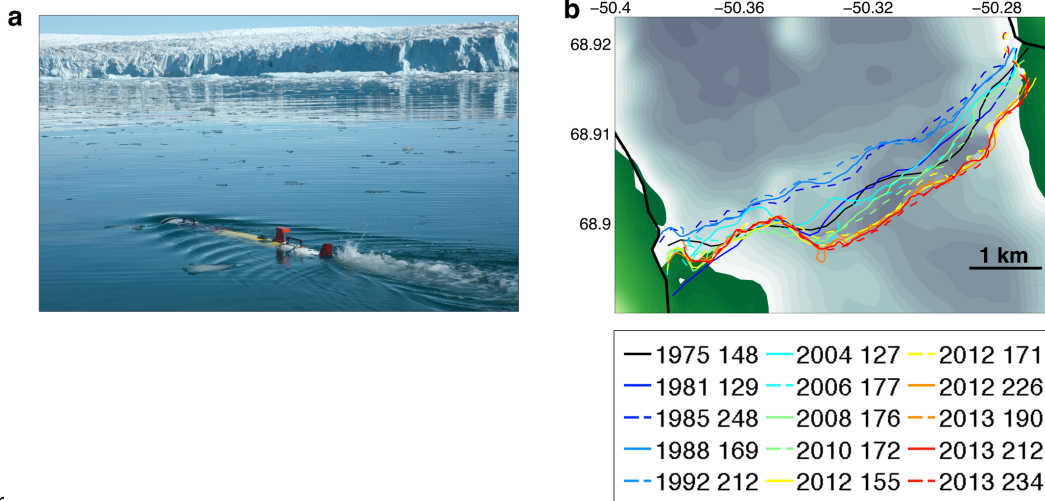 a
b
−50.4 −50.36 −50.32 −50.28
68.92
68.91
68.9
1 km
1975 148 2004 127 2012 171
1981 129 2006 177 2012 226
1985 248 2008 176 2013 190
1988 169 2010 172 2013 212
1992 212 2012 155 2013 234